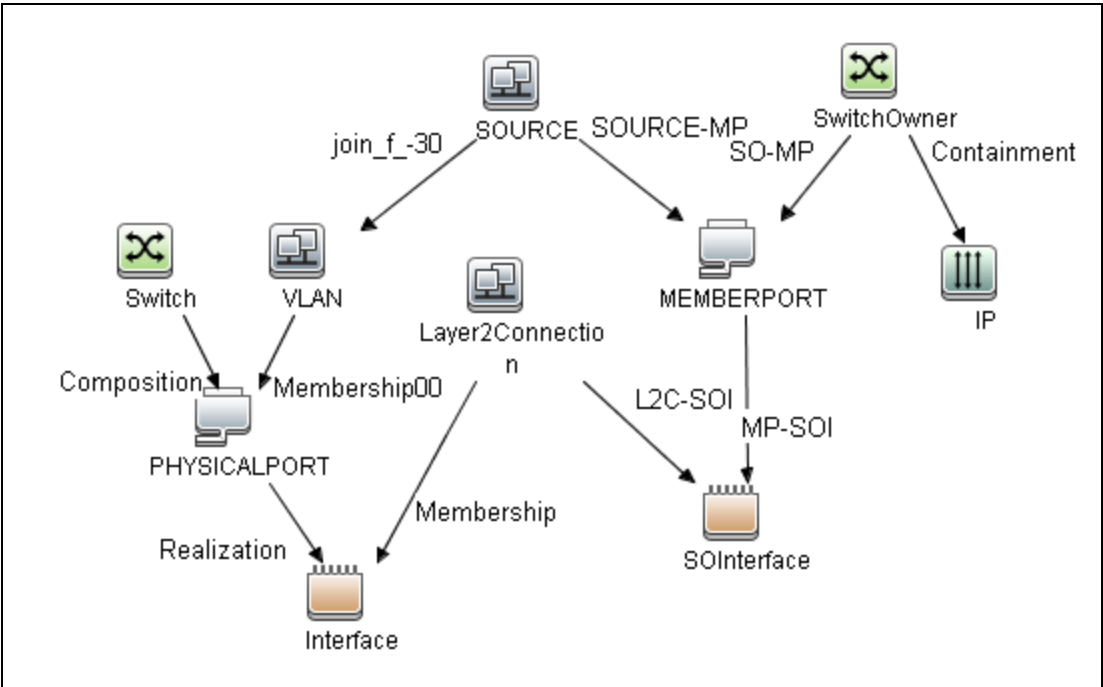 SOURCE
SOURCE-MP
SwitchOwner
join_f_-30
SO-MP
Containment
Switch
VLAN
MEMBERPORT
IP
Layer2Connectio
n
Composition
Membership00
L2C-SOI
MP-SOI
PHYSICALPORT
Membership
Realization
SOInterface
Interface